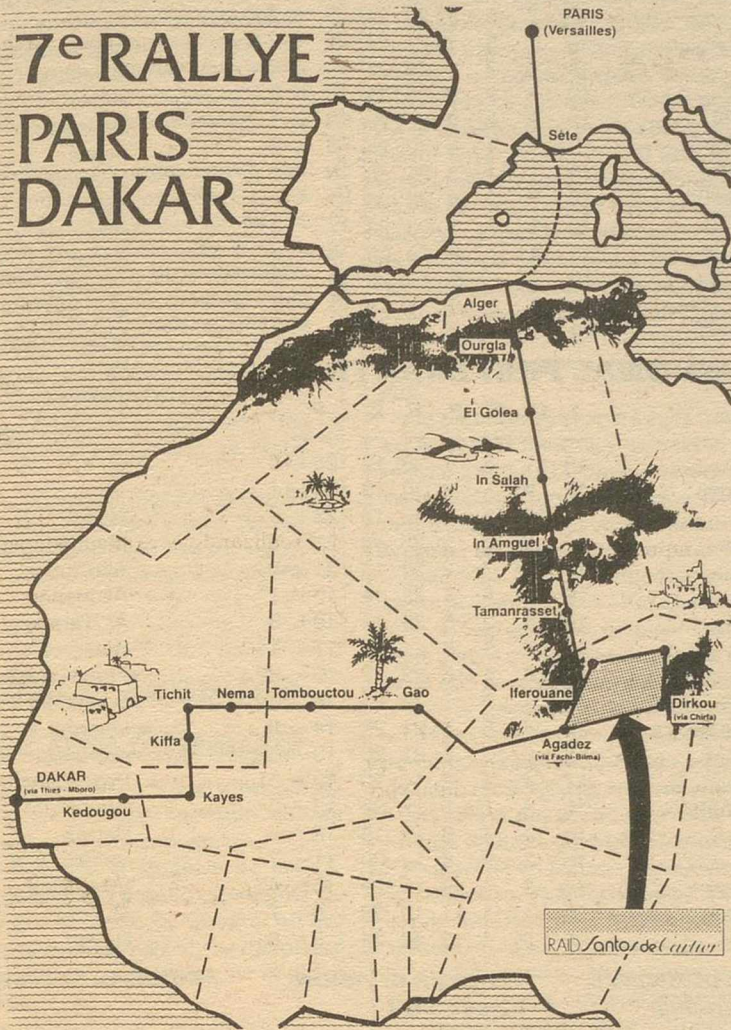 7e RALLYE
PARIS
DAKAR
PARIS
(Versailles)
Sète
Alger
Ourgla
El Golea
In Salah
In Amguel
Tamanrasset
Iferouane
Dirkou
(via Chirfa)
Agadez
(via Fachi-Bilma)
Gao
Tombouctou
Nema
Tichit
Kiffa
Kayes
Kedougou
DAKAR
(via Thies - Mboro)
RAID Santos de Cartier